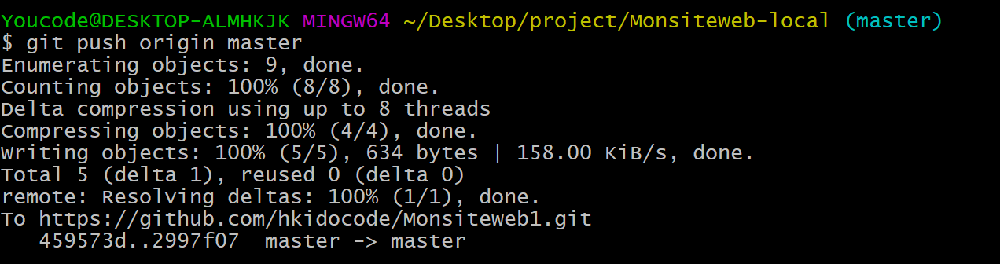 Youcode@DESKTOP-ALMHKJK MINGW64 ~/Desktop/project/Monsiteweb-local (master)
$ git push origin master
Enumerating objects: 9, done.
Counting objects: 100% (8/8), done.
Delta compression using up to 8 threads
Compressing objects: 100% (4/4), done.
Writing objects: 100% (5/5), 634 bytes | 158.00 KiB/s, done.
Total 5 (delta 1), reused 0 (delta 0)
remote: Resolving deltas: 100% (1/1), done.
To https://github.com/hkidocode/Monsiteweb1.git
   459573d..2997f07  master -> master